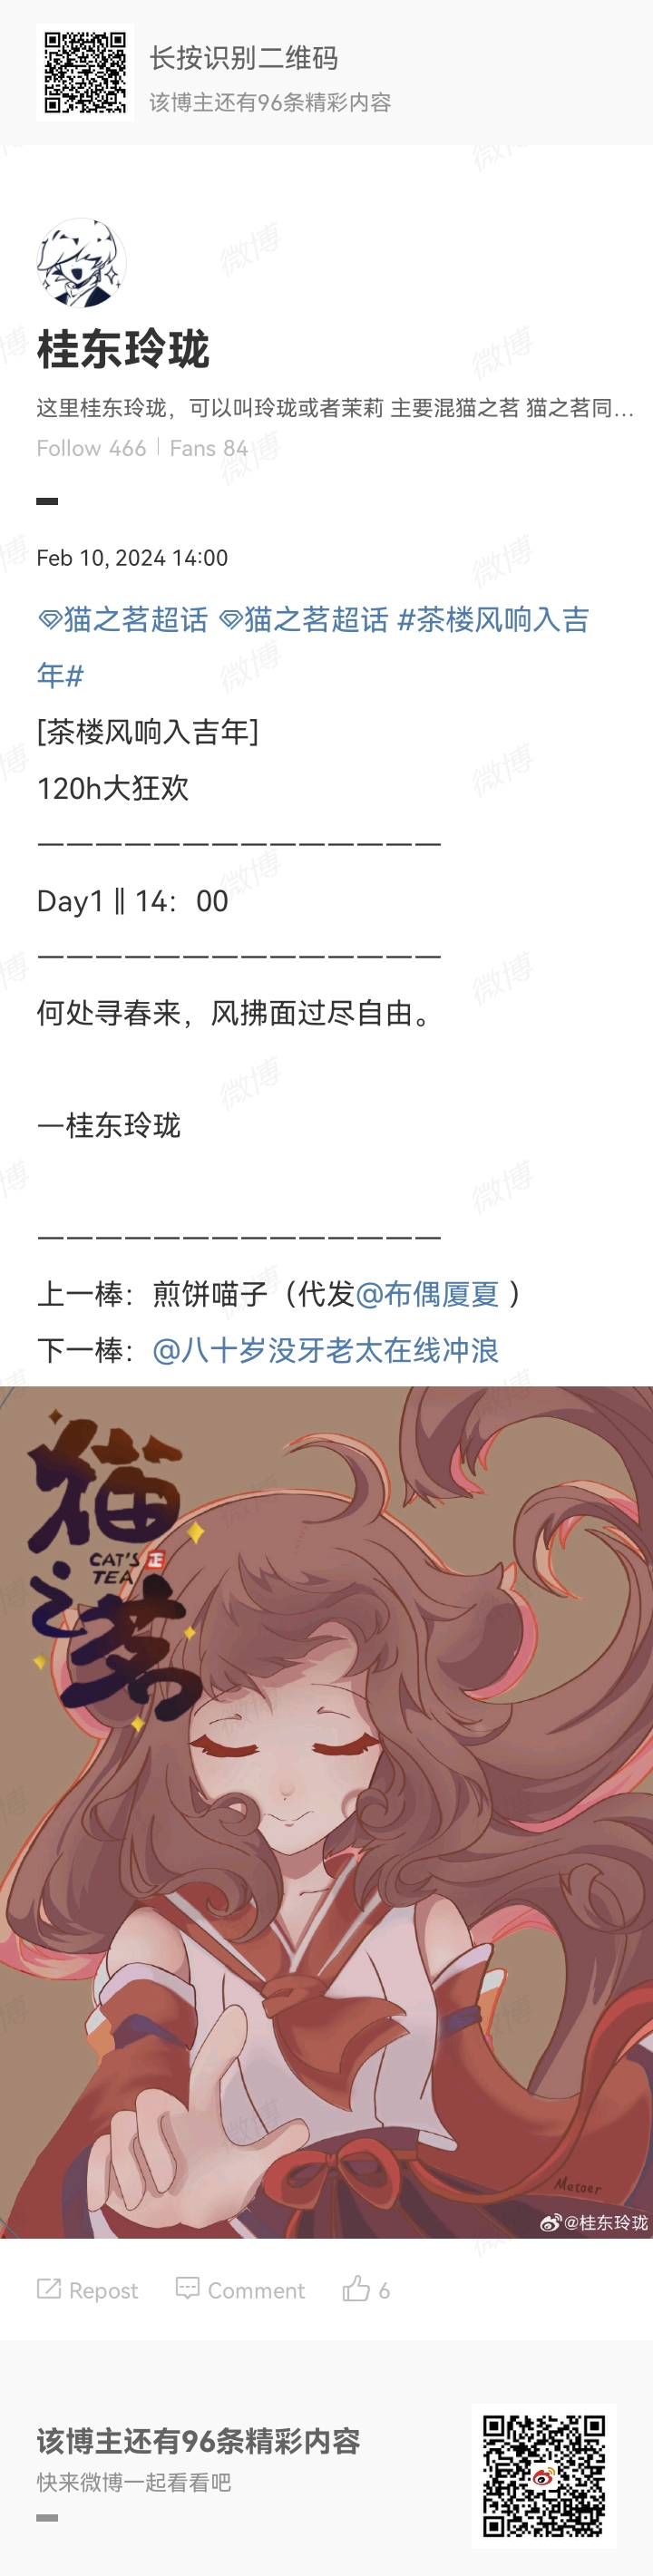 长按识别二维码
该博主还有96条精彩内容
桂东玲珑
这里桂东玲珑，可以叫玲珑或者茉莉 主要混猫之茗 猫之茗同...
Follow 466 | Fans 84
Feb 10, 2024 14:00
猫之茗超话 猫之茗超话 #茶楼风响入吉
年#
[茶楼风响入吉年]
120h大狂欢
——————————————
Day1 || 14：00
——————————————
何处寻春来，风拂面过尽自由。
—桂东玲珑
——————————————
上一棒：煎饼喵子（代发@布偶厦夏 ）
下一棒：@八十岁没牙老太在线冲浪
猫
CAT'S 正
TEA
之茗
Metoer
@桂东玲珑
Repost Comment 6
该博主还有96条精彩内容
快来微博一起看看吧
微博